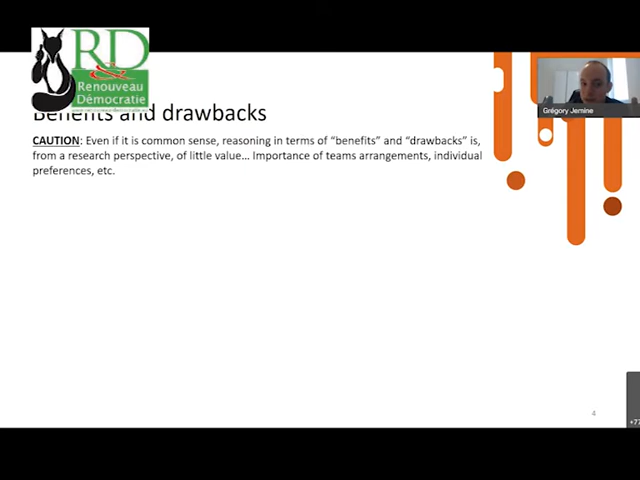 RD
&
Renouveau
Démocratie
Benefits and drawbacks
Grégory Jemine
CAUTION: Even if it is common sense, reasoning in terms of “benefits” and “drawbacks” is,
from a research perspective, of little value… Importance of teams arrangements, individual
preferences, etc.
4